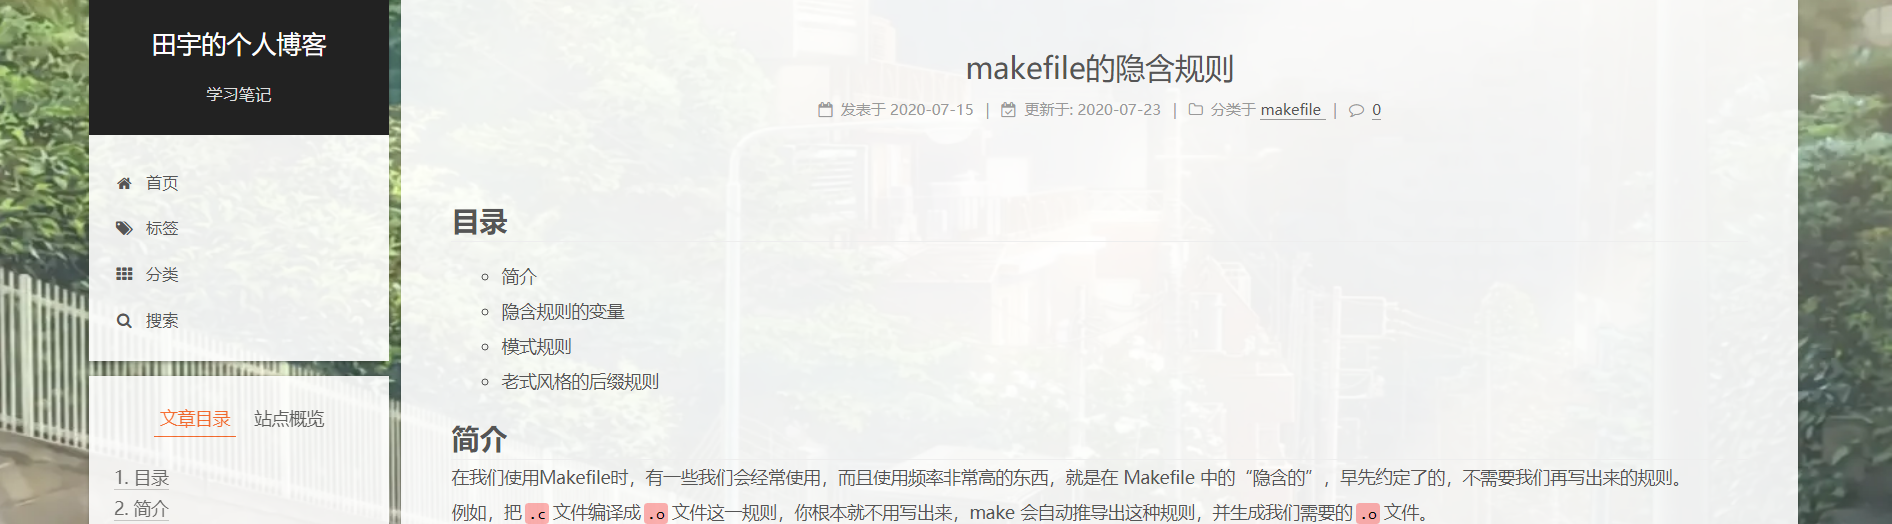 田宇的个人博客
学习笔记
首页
标签
分类
搜索
文章目录 站点概览
1. 目录
2. 简介
makefile的隐含规则
发表于 2020-07-15 | 更新于: 2020-07-23 | 分类于 makefile | 0
目录
简介
隐含规则的变量
模式规则
老式风格的后缀规则
简介
在我们使用Makefile时，有一些我们会经常使用，而且使用频率非常高的东西，就是在 Makefile 中的“隐含的”，早先约定了的，不需要我们再写出来的规则。
例如，把 .c 文件编译成 .o 文件这一规则，你根本就不用写出来，make 会自动推导出这种规则，并生成我们需要的 .o 文件。